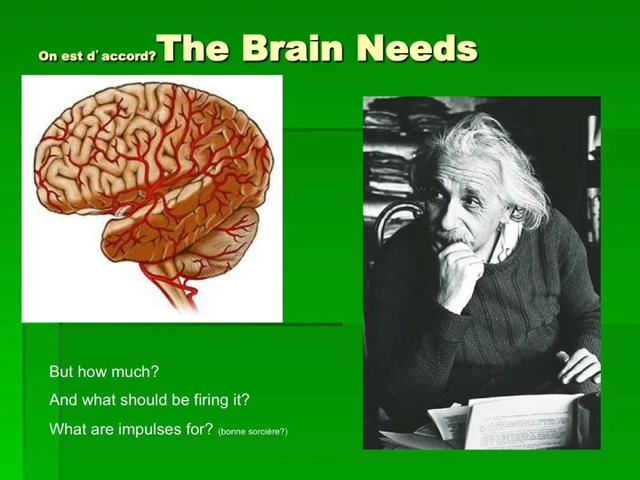 On est d'accord?The Brain Needs
But how much?
And what should be firing it?
What are impulses for? (bonne sorcière?)